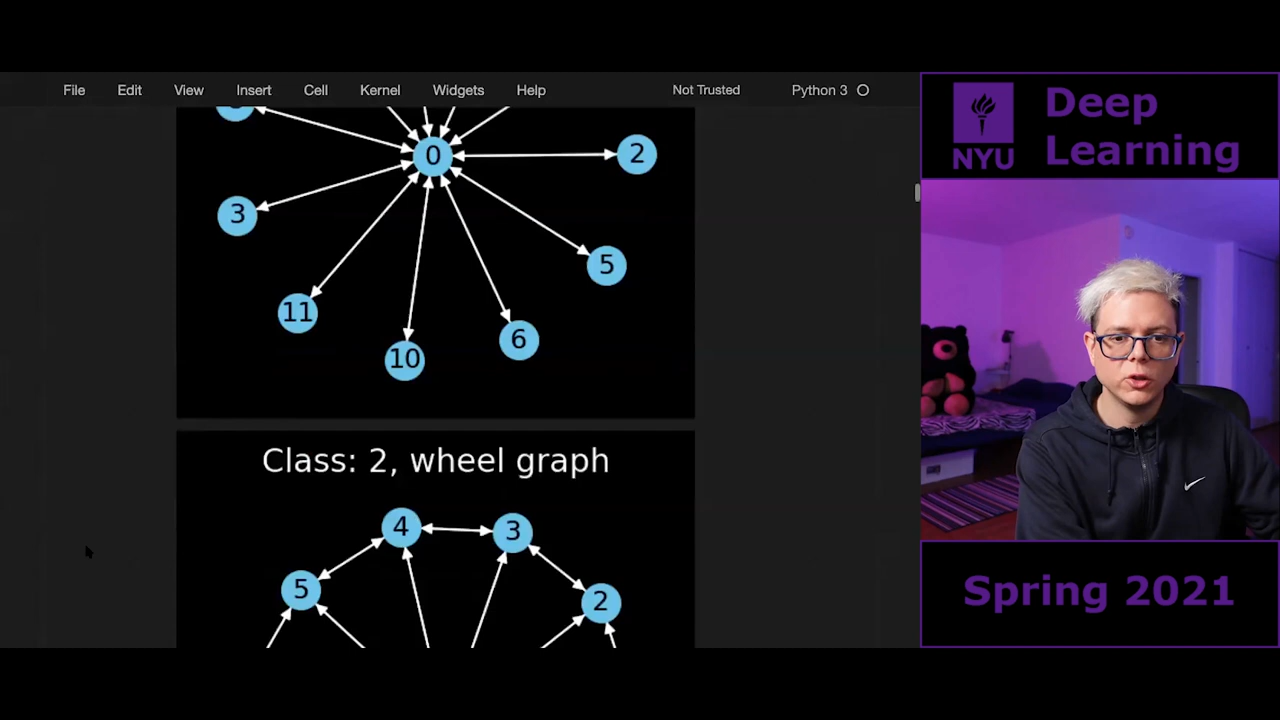 File Edit View Insert Cell Kernel Widgets Help Not Trusted Python 3
NYU
Deep
Learning
0
2
3
5
11
10
6
Class: 2, wheel graph
4
3
5
2
Spring 2021